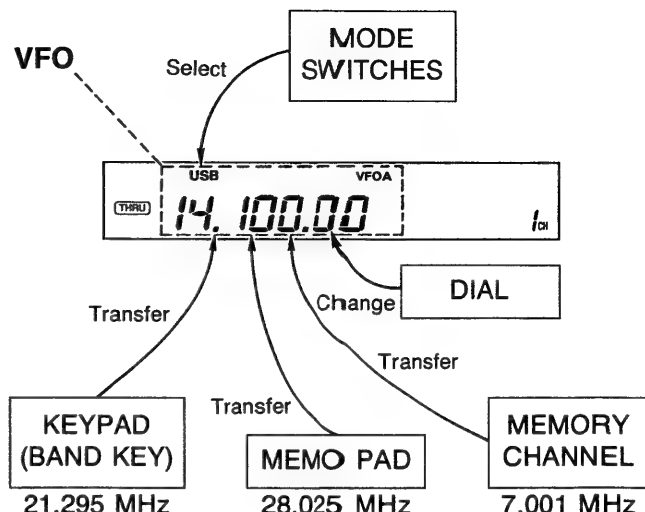 MODE
SWITCHES
VFO
Select
USB
VFOA
THRU
14.100.00
1CH
DIAL
Change
Transfer
Transfer
Transfer
KEYPAD
(BAND KEY)
MEMO PAD
MEMORY
CHANNEL
21.295 MHz
28.025 MHz
7.001 MHz